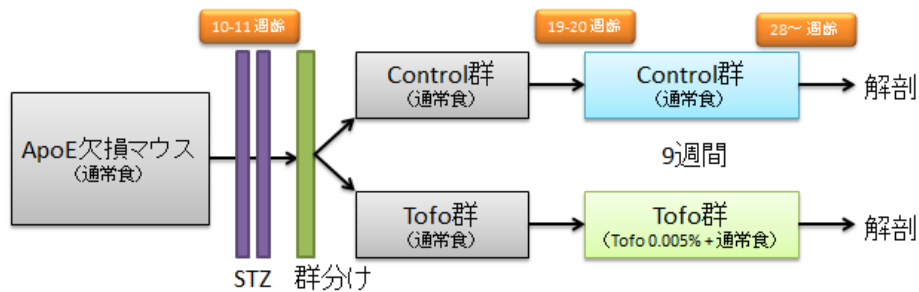 10-11週齢
19-20週齢
28～週齢
ApoE欠損マウス
（通常食）
Control群
（通常食）
Control群
（通常食）
解剖
9週間
Tofo群
（通常食）
Tofo群
（Tofo 0.005% + 通常食）
解剖
STZ
群分け